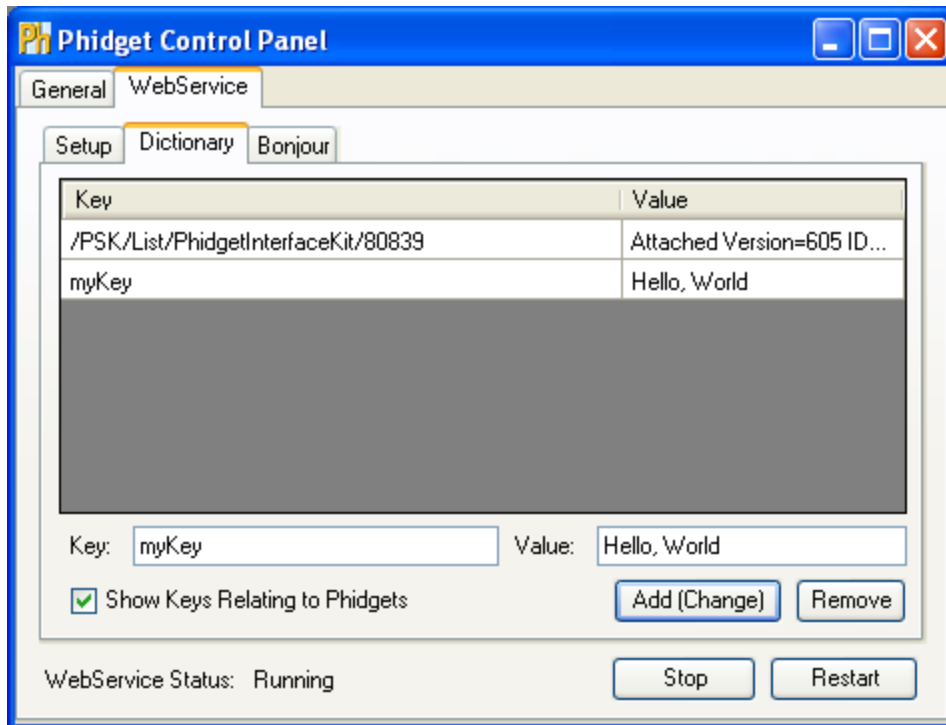 Ph Phidget Control Panel
General WebService
Setup Dictionary Bonjour
Key Value
/PSK/List/PhidgetInterfaceKit/80839 Attached Version=605 ID...
myKey Hello, World
Key: myKey Value: Hello, World
Show Keys Relating to Phidgets Add (Change) Remove
WebService Status: Running Stop Restart